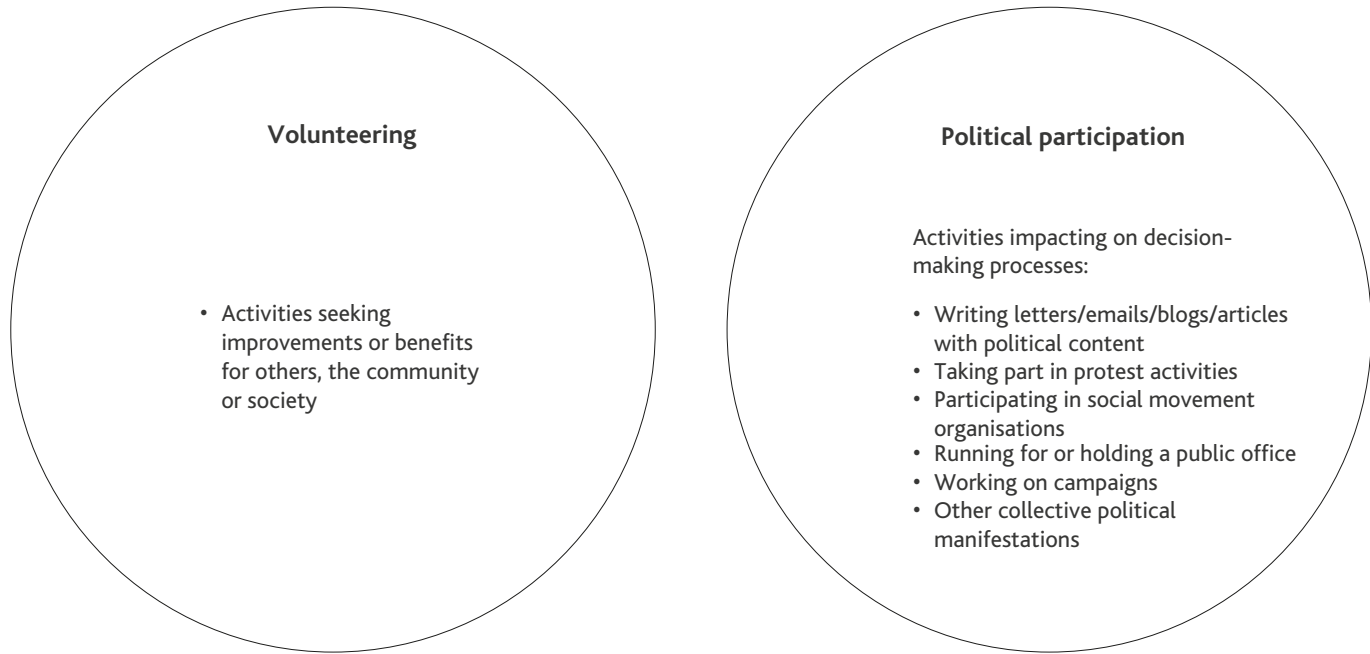 Volunteering
• Activities seeking
improvements or benefits
for others, the community
or society
Political participation
Activities impacting on decision-
making processes:
• Writing letters/emails/blogs/articles
with political content
• Taking part in protest activities
• Participating in social movement
organisations
• Running for or holding a public office
• Working on campaigns
• Other collective political
manifestations